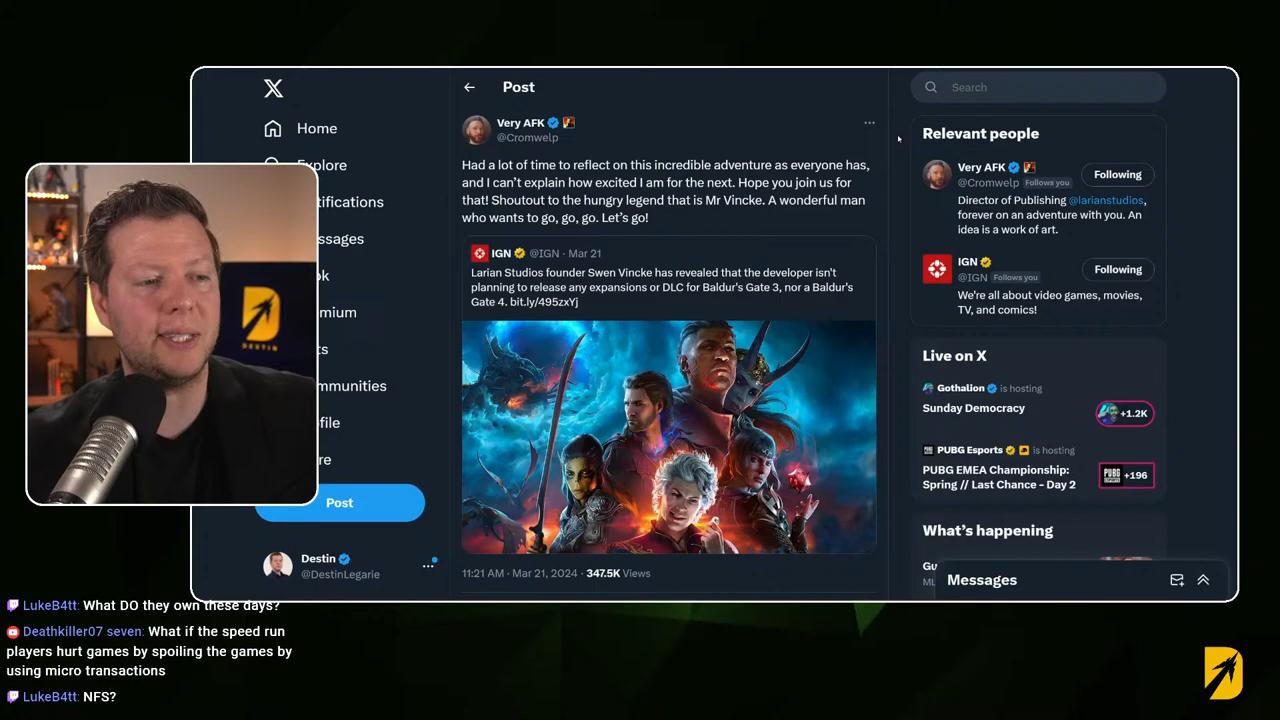 X
Home
Explore
tifications
ssages
ok
emium
ts
mmunities
file
re
Post
Destin
@DestinLegarie
Post
Very AFK
@Cromwelp
Had a lot of time to reflect on this incredible adventure as everyone has,
and I can't explain how excited I am for the next. Hope you join us for
that! Shoutout to the hungry legend that is Mr Vincke. A wonderful man
who wants to go, go, go. Let's go!
IGN @IGN · Mar 21
Larian Studios founder Swen Vincke has revealed that the developer isn't
planning to release any expansions or DLC for Baldur's Gate 3, nor a Baldur's
Gate 4. bit.ly/495zxYj
11:21 AM · Mar 21, 2024 · 347.5K Views
Search
Relevant people
Very AFK
@Cromwelp Follows you
Following
Director of Publishing @larianstudios,
forever on an adventure with you. An
idea is a work of art.
IGN
@IGN Follows you
Following
We're all about video games, movies,
TV, and comics!
Live on X
Gothalion is hosting
Sunday Democracy
+1.2K
PUBG Esports is hosting
PUBG EMEA Championship:
Spring // Last Chance - Day 2
+196
What's happening
Gu
ML
Messages
DESTIN
LukeB4tt: What DO they own these days?
Deathkiller07 seven: What if the speed run
players hurt games by spoiling the games by
using micro transactions
LukeB4tt: NFS?